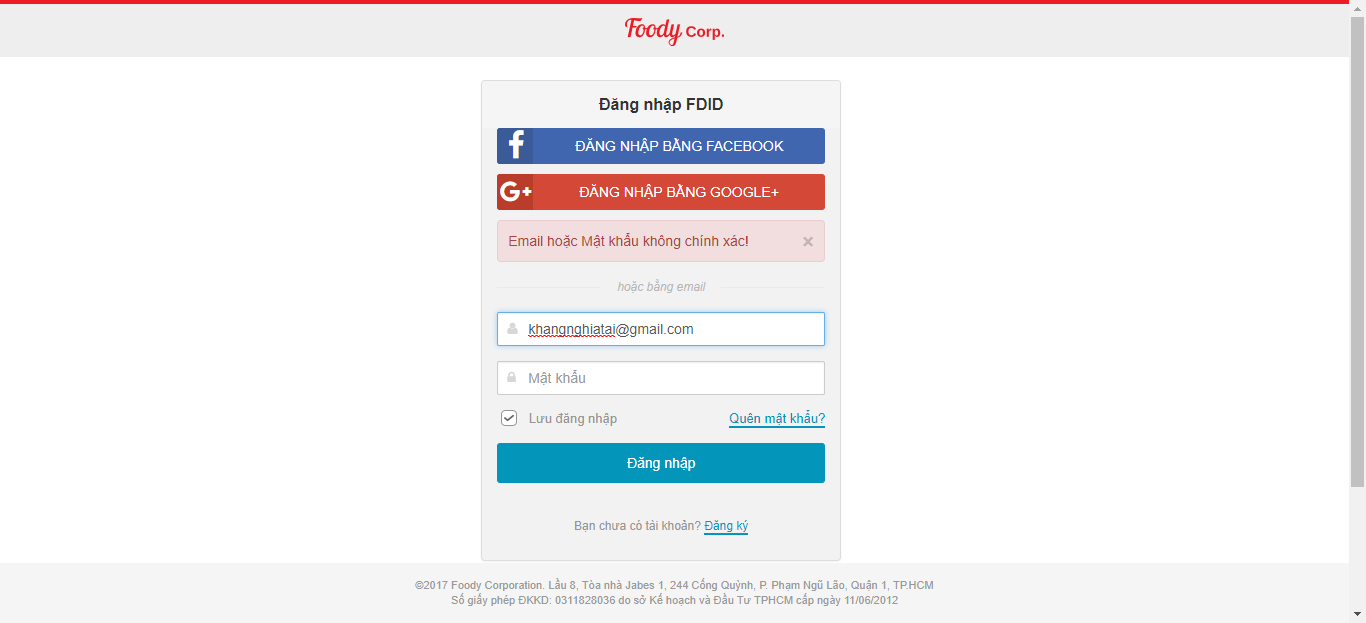 Foody Corp.
Đăng nhập FDID
ĐĂNG NHẬP BẰNG FACEBOOK
G+ ĐĂNG NHẬP BẰNG GOOGLE+
Email hoặc Mật khẩu không chính xác!
hoặc bằng email
khangnghiatai@gmail.com
Mật khẩu
Lưu đăng nhập Quên mật khẩu?
Đăng nhập
Bạn chưa có tài khoản? Đăng ký
©2017 Foody Corporation. Lầu 8, Tòa nhà Jabes 1, 244 Cống Quỳnh, P. Phạm Ngũ Lão, Quận 1, TP.HCM
Số giấy phép ĐKKD: 0311828036 do sở Kế hoạch và Đầu Tư TPHCM cấp ngày 11/06/2012